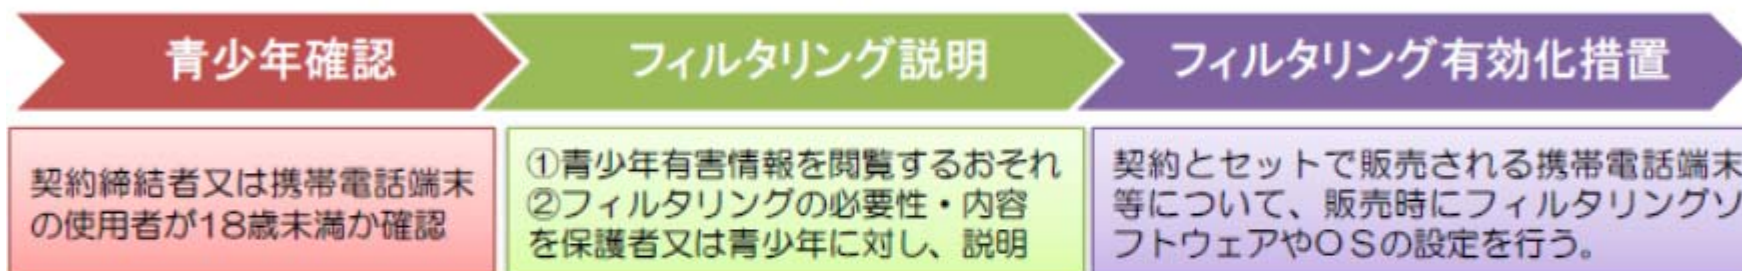 青少年確認
フィルタリング説明
フィルタリング有効化措置
契約締結者又は携帯電話端末
の使用者が18歳未満か確認
①青少年有害情報を閲覧するおそれ
②フィルタリングの必要性・内容
を保護者又は青少年に対し、説明
契約とセットで販売される携帯電話端末
等について、販売時にフィルタリングソ
フトウェアやOSの設定を行う。